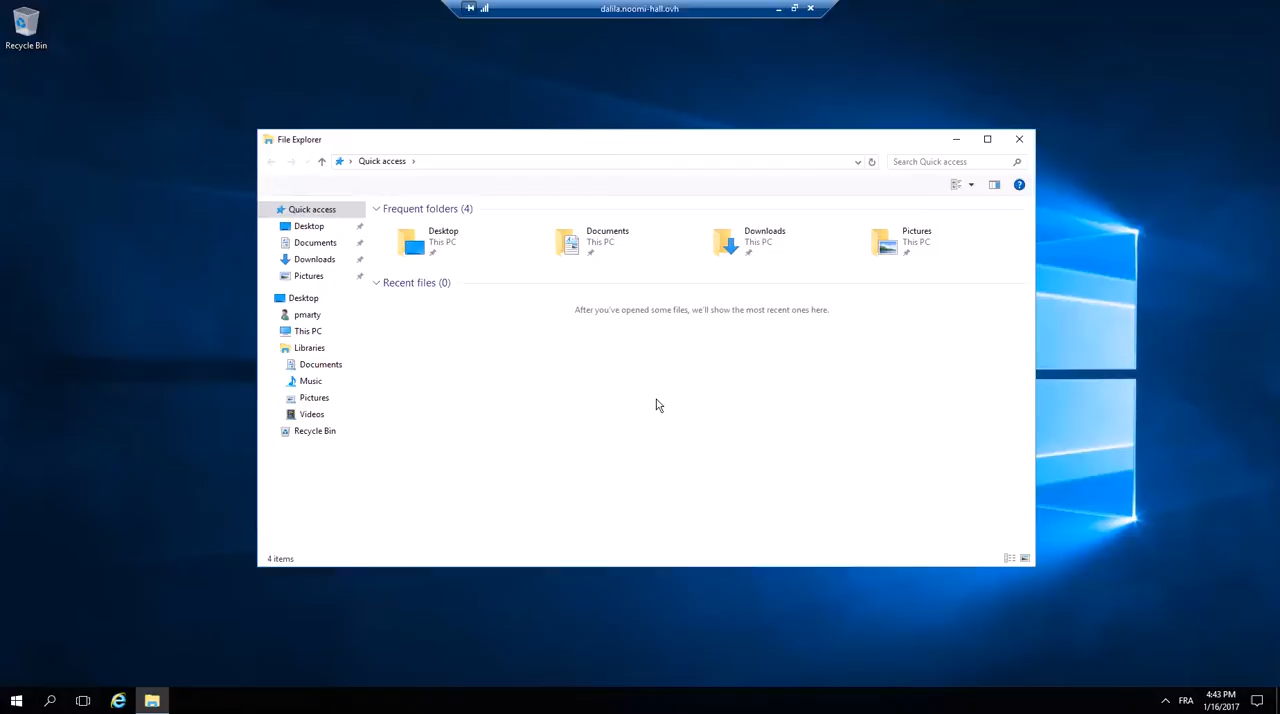 dalila.noomi-hall.ovh
Recycle Bin
File Explorer
Quick access
Search Quick access
Quick access
Desktop
Documents
Downloads
Pictures
Desktop
pmarty
This PC
Libraries
Documents
Music
Pictures
Videos
Recycle Bin
Frequent folders (4)
Desktop
This PC
Documents
This PC
Downloads
This PC
Pictures
This PC
Recent files (0)
After you've opened some files, we'll show the most recent ones here.
4 items
FRA
4:43 PM
1/16/2017